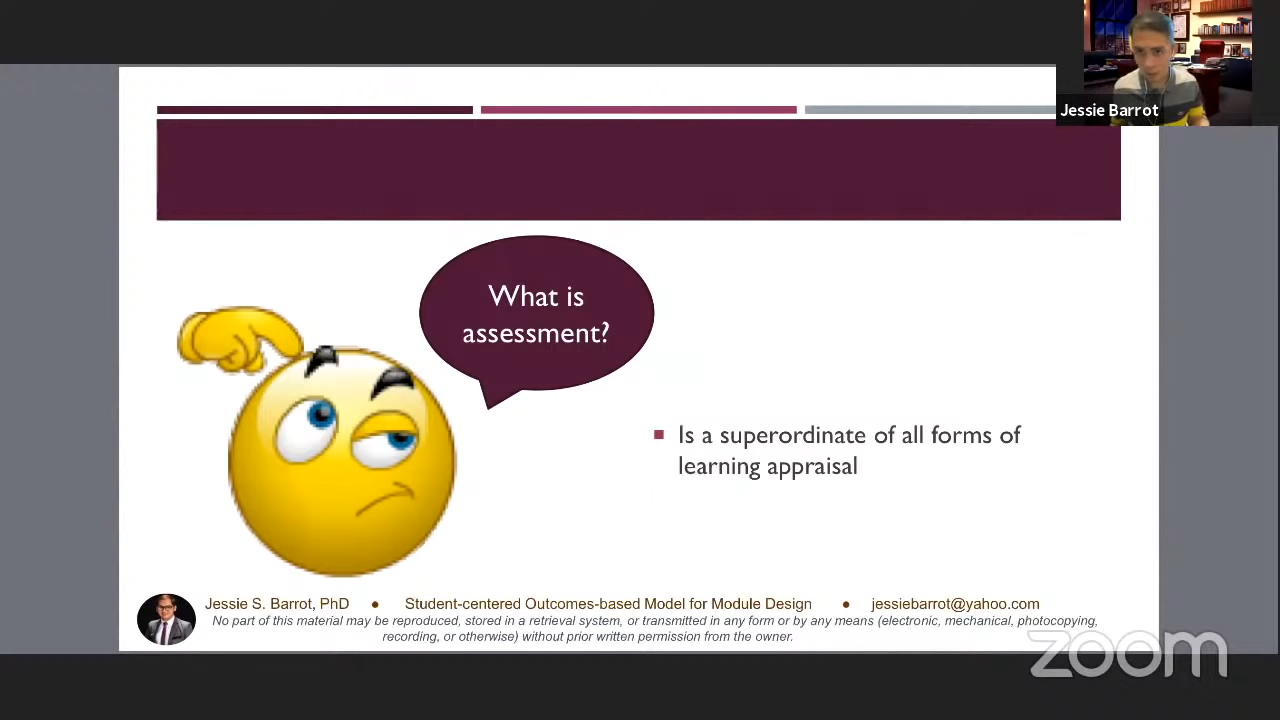 Jessie Barrot
What is
assessment?
Is a superordinate of all forms of
learning appraisal
Jessie S. Barrot, PhD ● Student-centered Outcomes-based Model for Module Design ● jessiebarrot@yahoo.com
No part of this material may be reproduced, stored in a retrieval system, or transmitted in any form or by any means (electronic, mechanical, photocopying,
recording, or otherwise) without prior written permission from the owner.
zoom